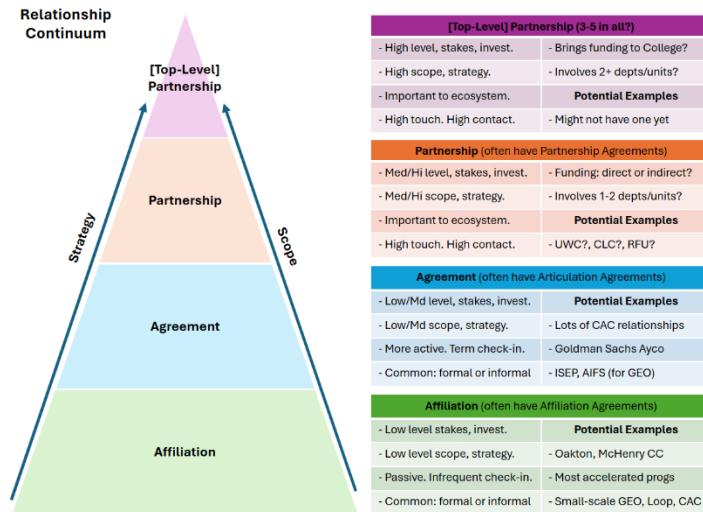 Relationship
Continuum
[Top-Level]
Partnership
Partnership
Agreement
Affiliation
Strategy
Scope
[Top-Level] Partnership (3-5 in all?)
- High level, stakes, invest. - Brings funding to College?
- High scope, strategy. - Involves 2+ depts/units?
- Important to ecosystem. Potential Examples
- High touch. High contact. - Might not have one yet
Partnership (often have Partnership Agreements)
- Med/Hi level, stakes, invest. - Funding: direct or indirect?
- Med/Hi scope, strategy. - Involves 1-2 depts/units?
- Important to ecosystem. Potential Examples
- High touch. High contact. - UWC?, CLC?, RFU?
Agreement (often have Articulation Agreements)
- Low/Md level, stakes, invest. Potential Examples
- Low/Md scope, strategy. - Lots of CAC relationships
- More active. Term check-in. - Goldman Sachs Ayco
- Common: formal or informal - ISEP, AIFS (for GEO)
Affiliation (often have Affiliation Agreements)
- Low level stakes, invest. Potential Examples
- Low level scope, strategy. - Oakton, McHenry CC
- Passive. Infrequent check-in. - Most accelerated progs
- Common: formal or informal - Small-scale GEO, Loop, CAC